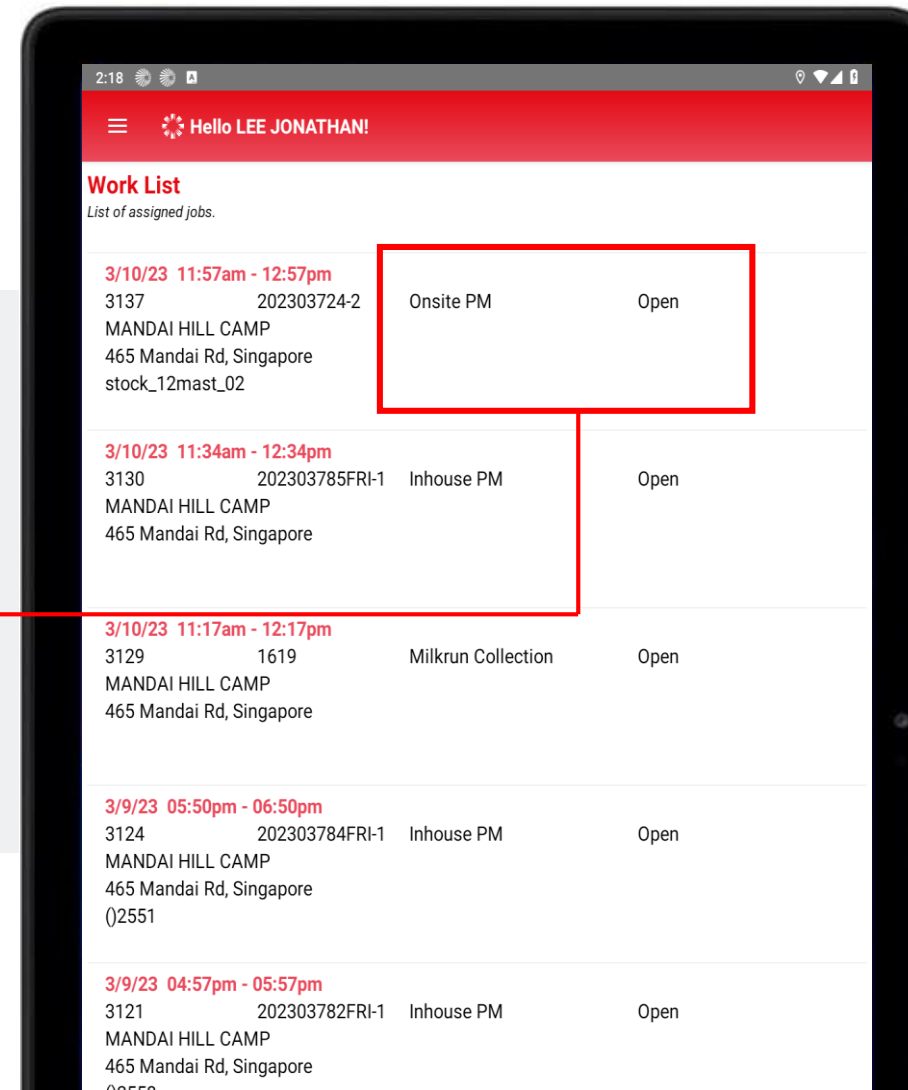 2:18
Hello LEE JONATHAN!
Work List
List of assigned jobs.
3/10/23 11:57am - 12:57pm
3137 202303724-2 Onsite PM Open
MANDAI HILL CAMP
465 Mandai Rd, Singapore
stock_12mast_02
3/10/23 11:34am - 12:34pm
3130 202303785FRI-1 Inhouse PM Open
MANDAI HILL CAMP
465 Mandai Rd, Singapore
3/10/23 11:17am - 12:17pm
3129 1619 Milkrun Collection Open
MANDAI HILL CAMP
465 Mandai Rd, Singapore
3/9/23 05:50pm - 06:50pm
3124 202303784FRI-1 Inhouse PM Open
MANDAI HILL CAMP
465 Mandai Rd, Singapore
()2551
3/9/23 04:57pm - 05:57pm
3121 202303782FRI-1 Inhouse PM Open
MANDAI HILL CAMP
465 Mandai Rd, Singapore